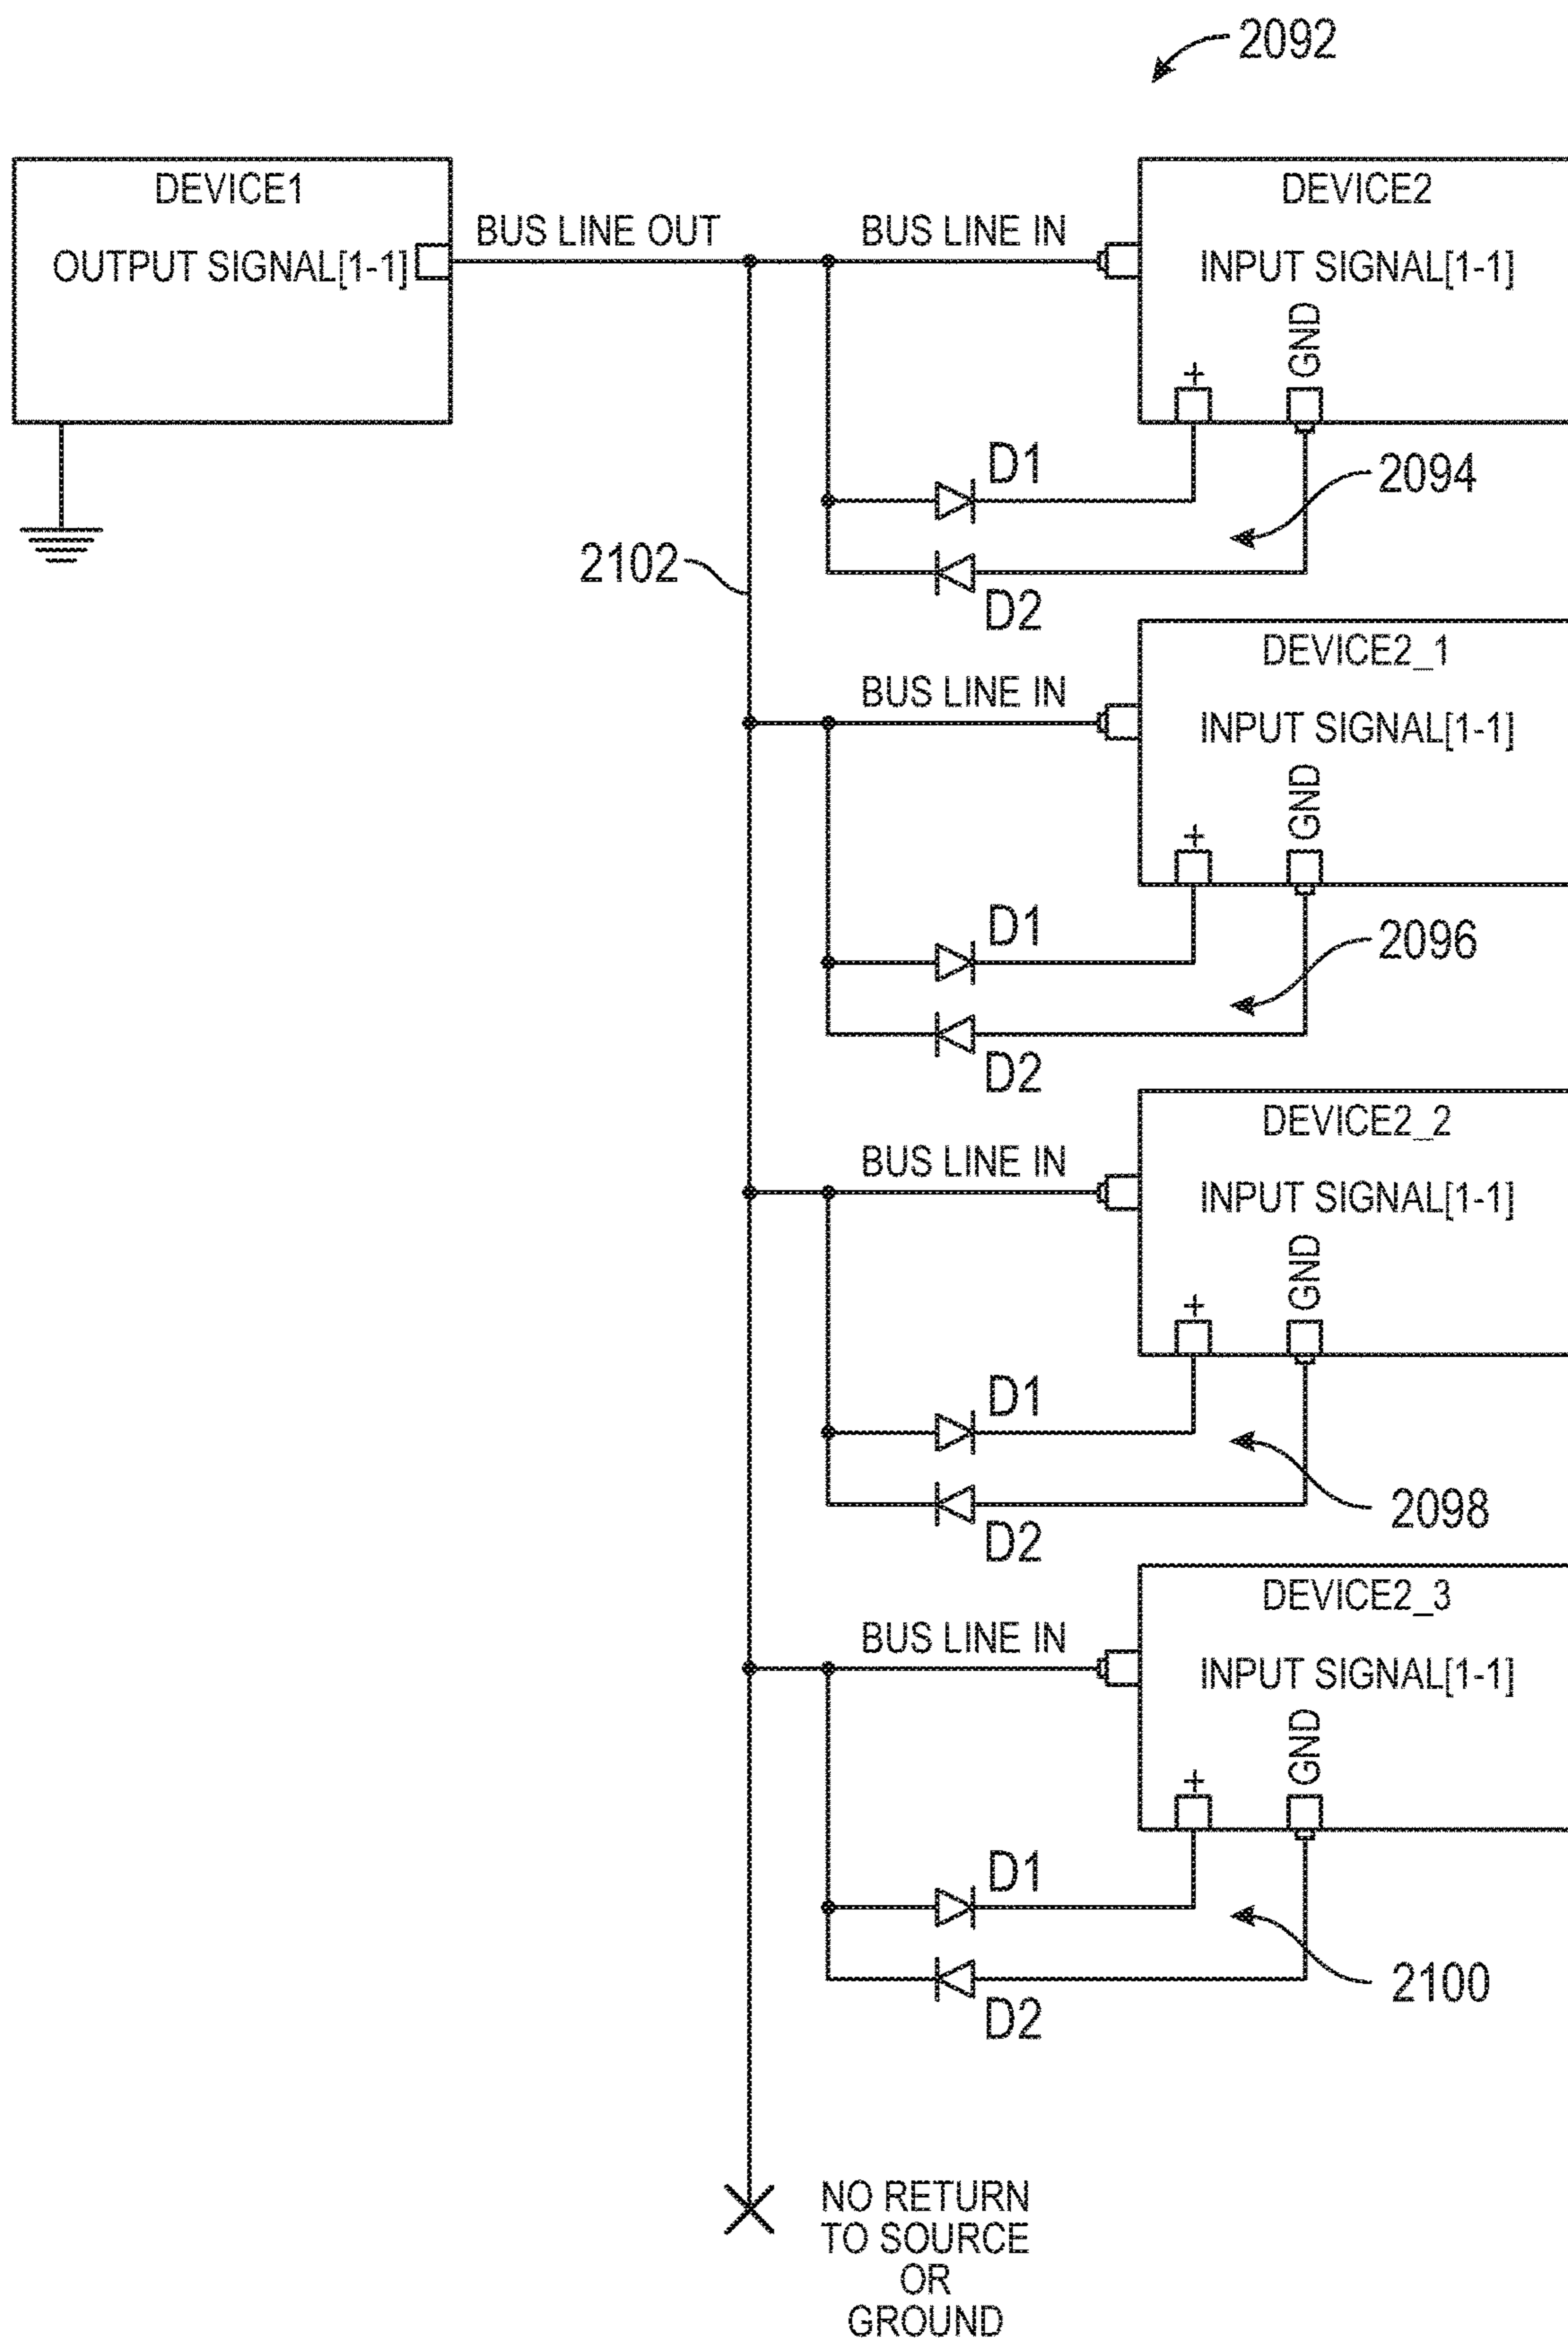 2092
DEVICE1
OUTPUT SIGNAL[1-1]
BUS LINE OUT
BUS LINE IN
DEVICE2
INPUT SIGNAL[1-1]
+
GND
D1
2094
D2
2102
BUS LINE IN
DEVICE2_1
INPUT SIGNAL[1-1]
+
GND
D1
2096
D2
BUS LINE IN
DEVICE2_2
INPUT SIGNAL[1-1]
+
GND
D1
2098
D2
BUS LINE IN
DEVICE2_3
INPUT SIGNAL[1-1]
+
GND
D1
2100
D2
NO RETURN
TO SOURCE
OR
GROUND